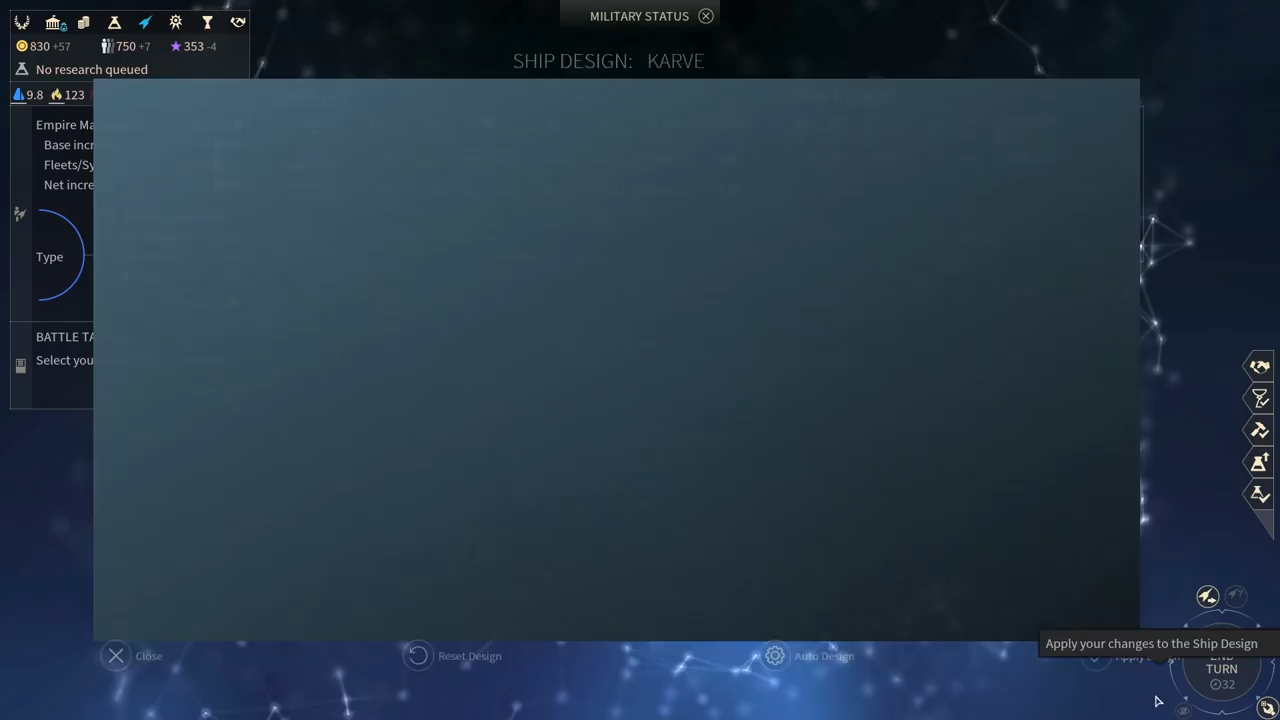 MILITARY STATUS
830 +57 750 +7 353 -4
No research queued
9.8 123
SHIP DESIGN: KARVE
Empire Ma
Base incr
Fleets/Sy
Net incre
Type
BATTLE TA
Select you
Close
Reset Design
Auto Design
Apply your changes to the Ship Design
END
TURN
32